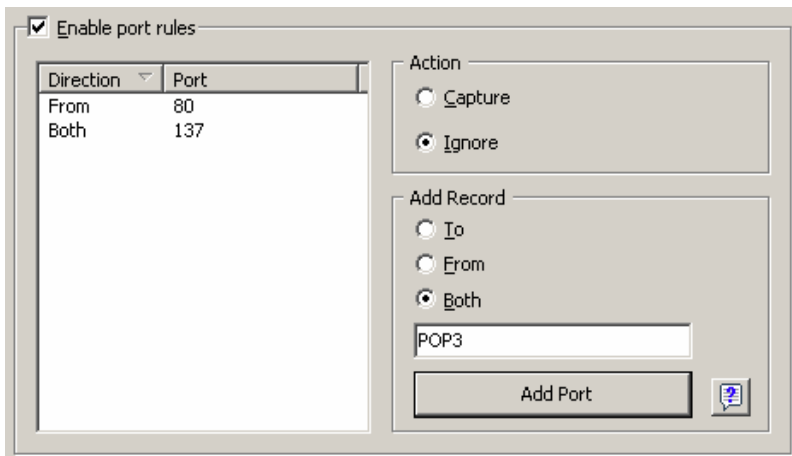 Enable port rules
Direction Port
From 80
Both 137
Action
Capture
Ignore
Add Record
To
From
Both
POP3
Add Port